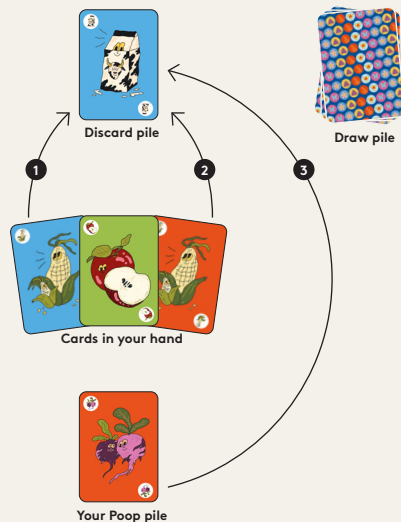 Discard pile
Draw pile
1
2
3
Cards in your hand
Your Poop pile